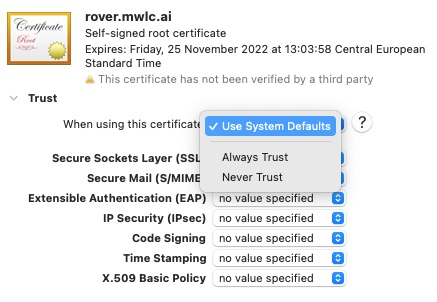 Certificate
Root
rover.mwlc.ai
Self-signed root certificate
Expires: Friday, 25 November 2022 at 13:03:58 Central European
Standard Time
This certificate has not been verified by a third party
Trust
When using this certificate
✓ Use System Defaults
?
Always Trust
Never Trust
Secure Sockets Layer (SSL
Secure Mail (S/MIME
Extensible Authentication (EAP) no value specified
IP Security (IPsec) no value specified
Code Signing no value specified
Time Stamping no value specified
X.509 Basic Policy no value specified